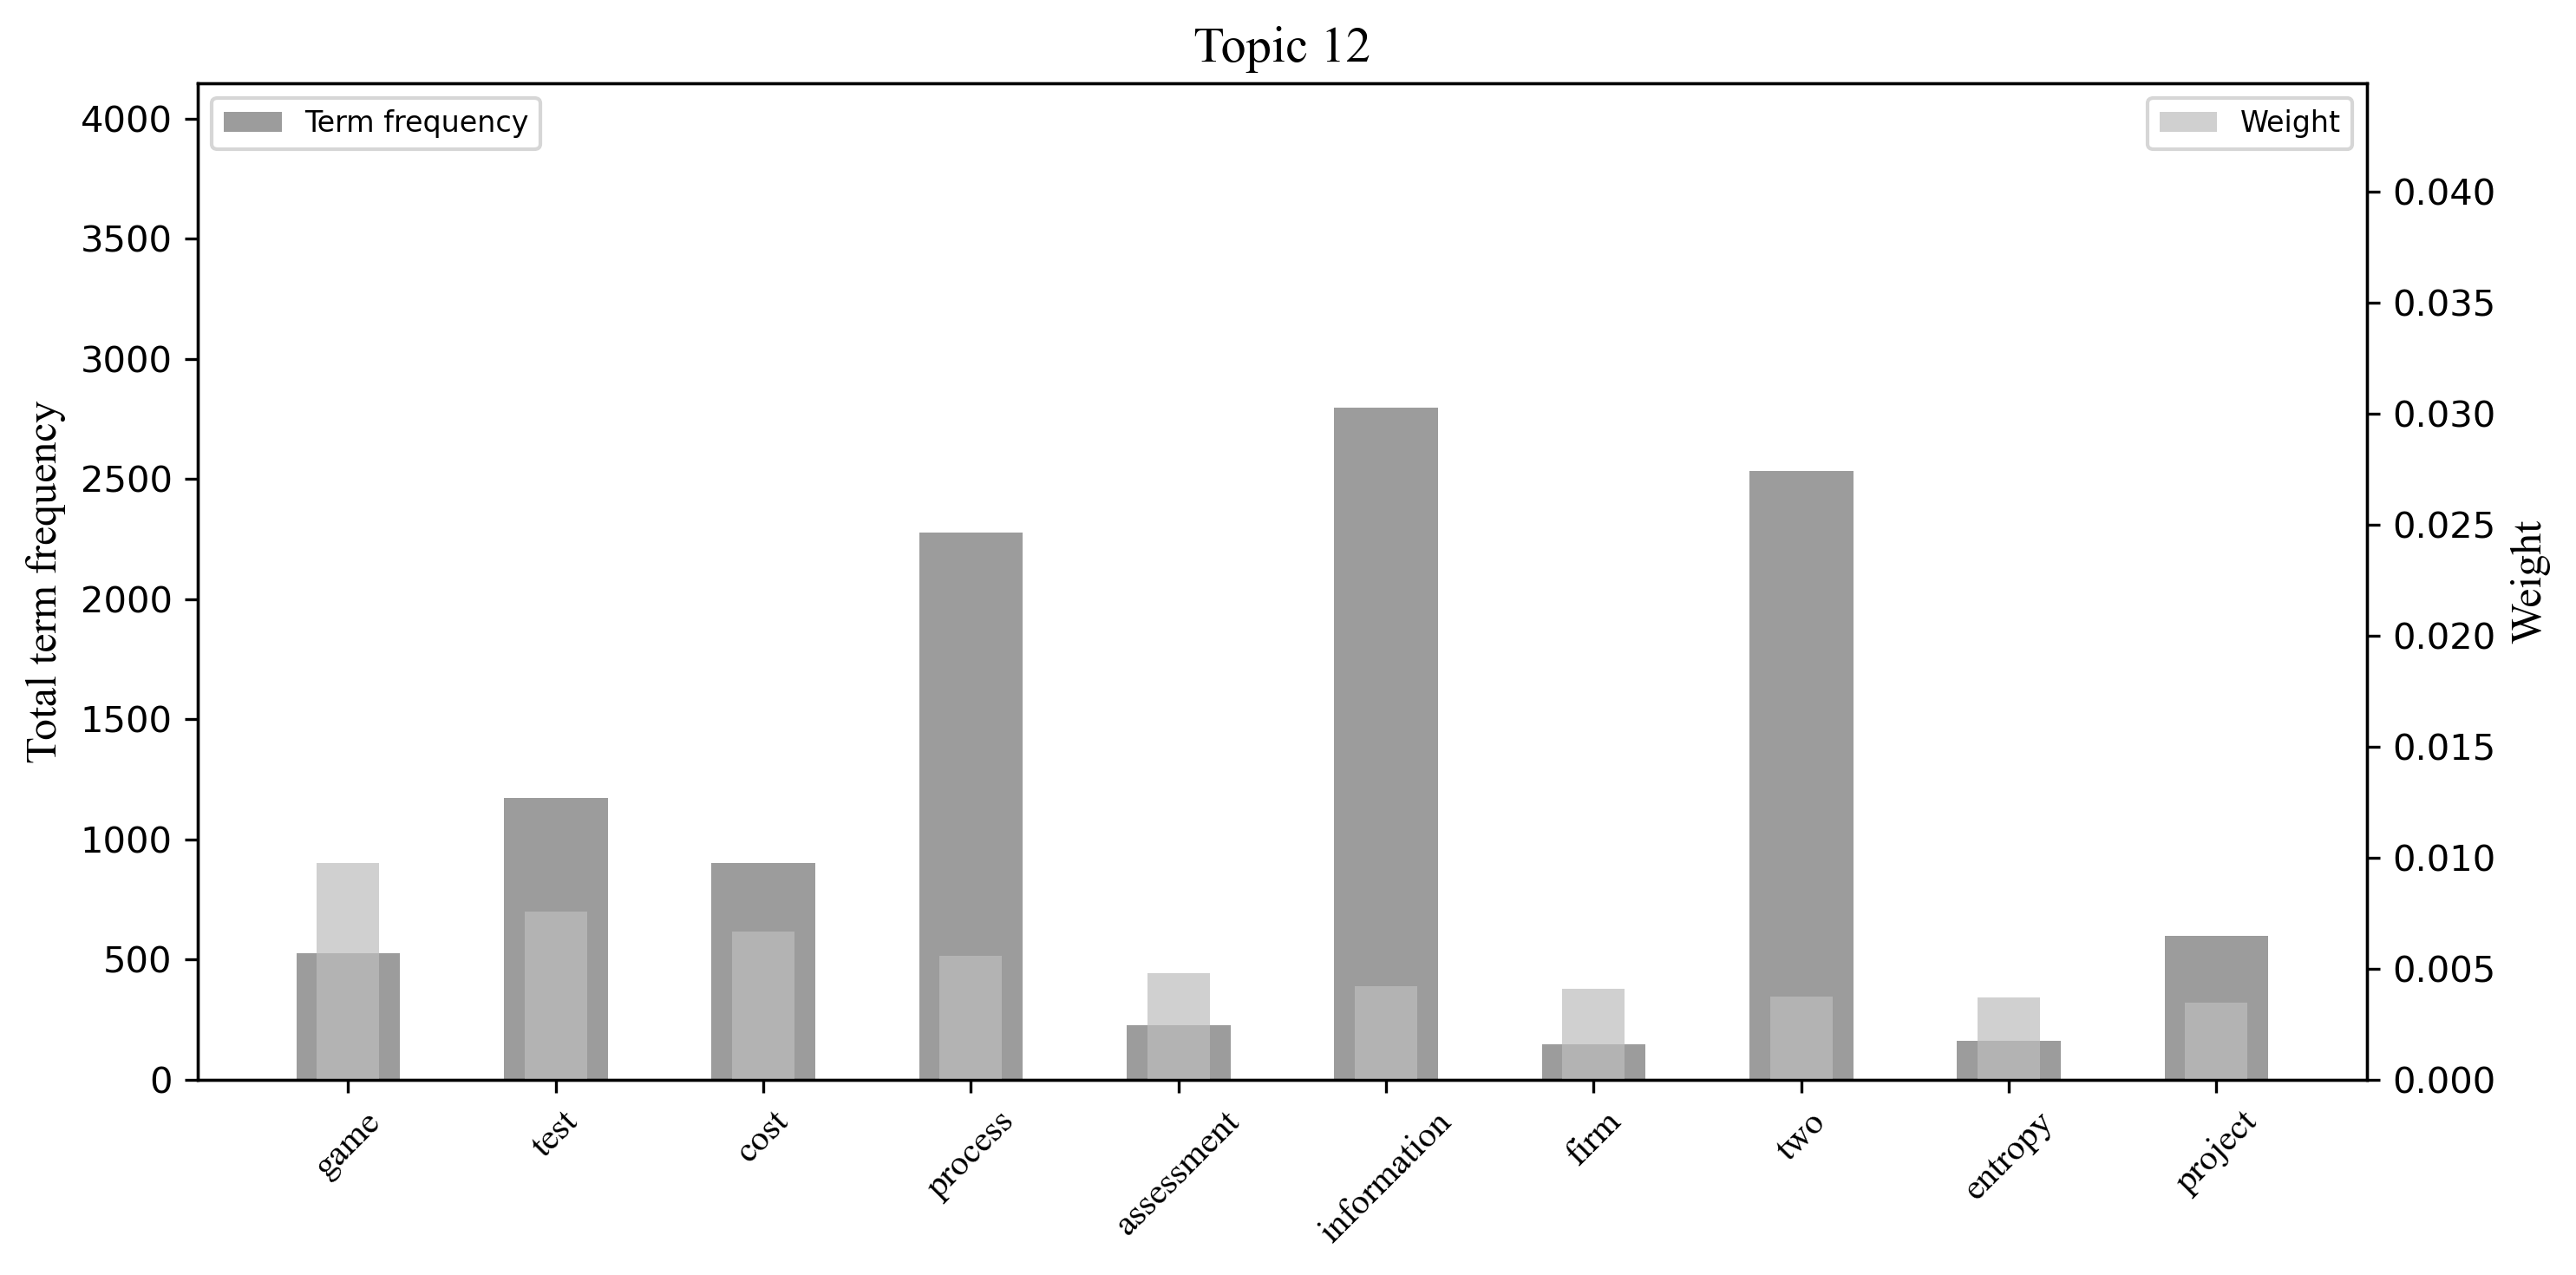 Topic 12
Term frequency
Weight
4000
3500
3000
2500
2000
1500
1000
500
0
Total term frequency
0.040
0.035
0.030
0.025
0.020
0.015
0.010
0.005
0.000
Weight
game
test
cost
process
assessment
information
firm
two
entropy
project